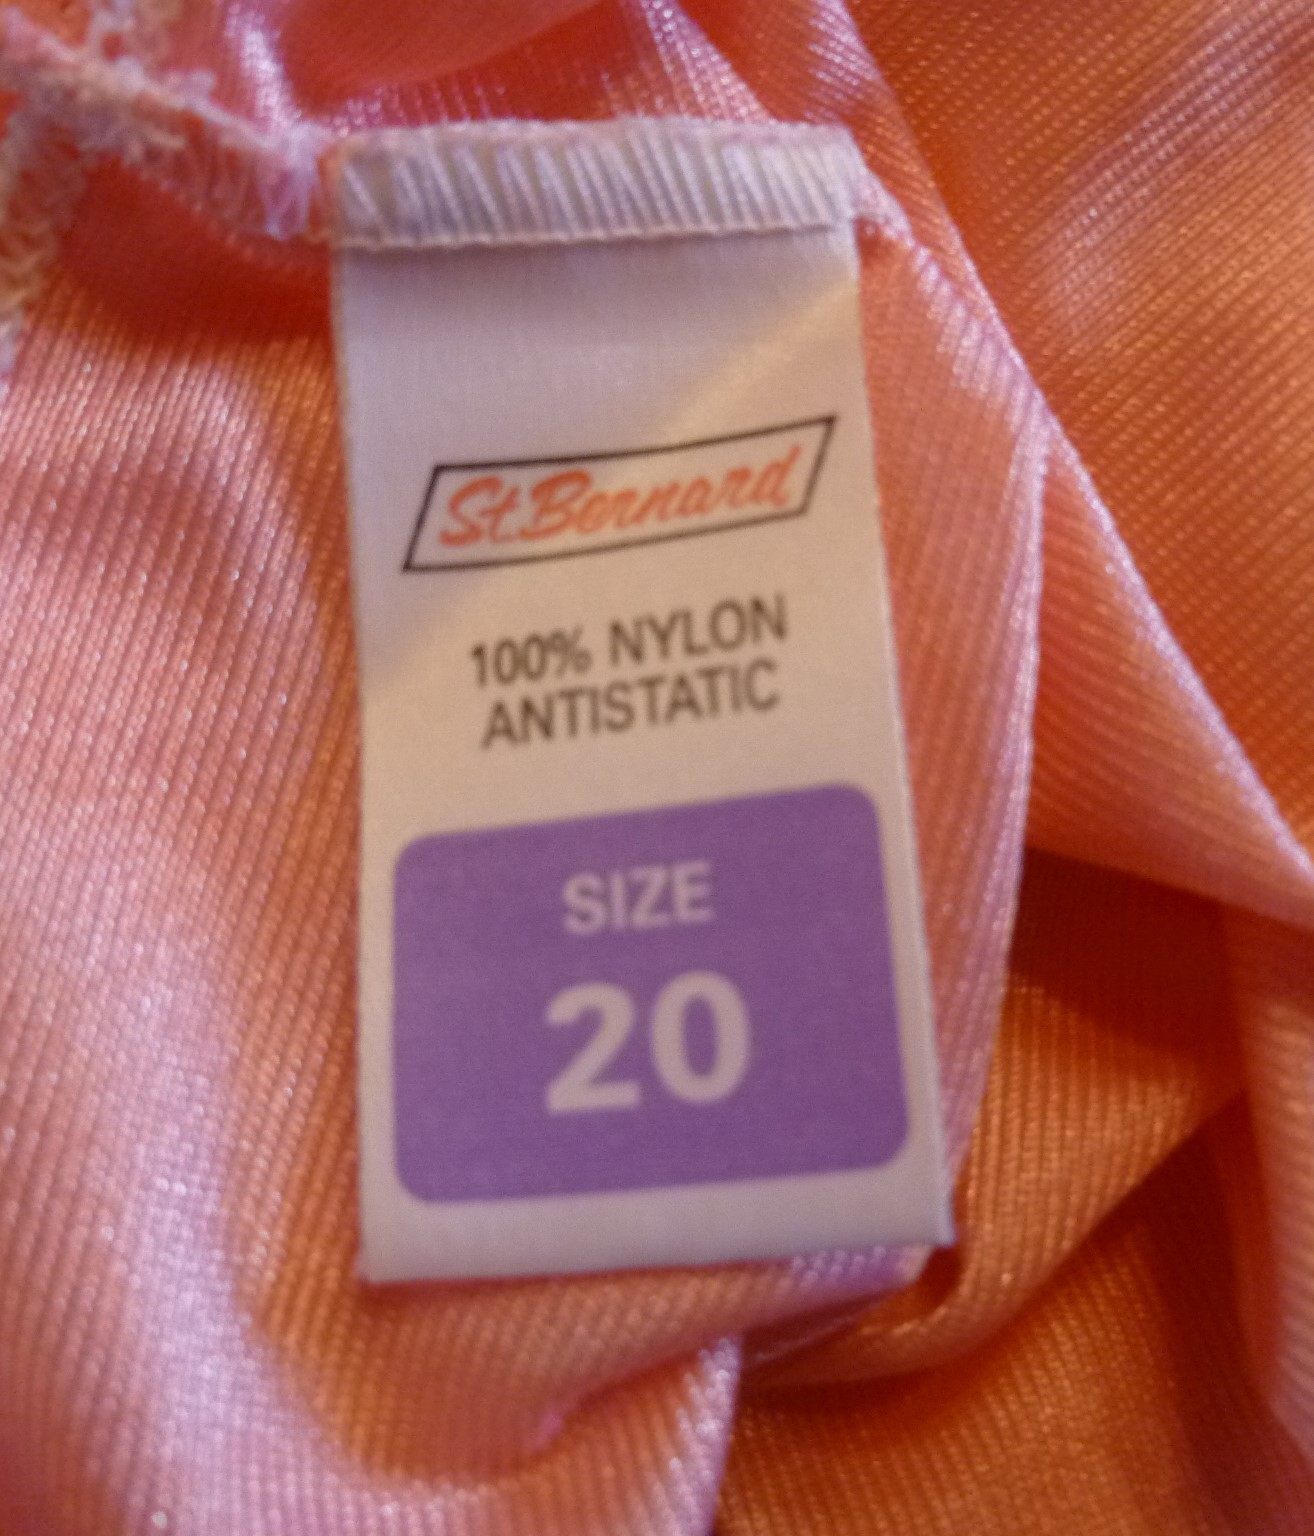 St.Bernard
100% NYLON
ANTISTATIC
SIZE
20